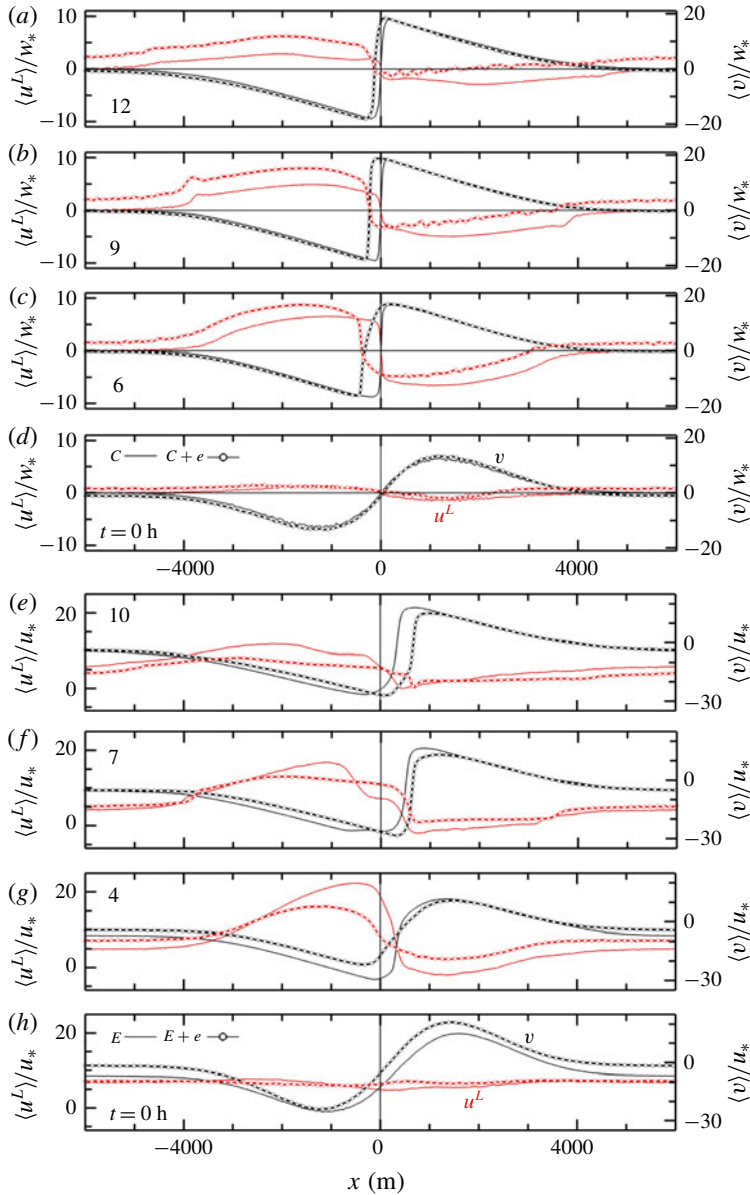 (a)
10
0
−10
⟨u^L⟩/w_*
12
20
0
−20
⟨v⟩/w_*
(b)
10
0
−10
⟨u^L⟩/w_*
9
20
0
−20
⟨v⟩/w_*
(c)
10
0
−10
⟨u^L⟩/w_*
6
20
0
−20
⟨v⟩/w_*
(d)
10
0
−10
⟨u^L⟩/w_*
C C + e
v
u^L
t = 0 h
20
0
−20
⟨v⟩/w_*
−4000 0 4000
(e)
20
0
⟨u^L⟩/u_*
10
0
−30
⟨v⟩/u_*
(f)
20
0
⟨u^L⟩/u_*
7
0
−30
⟨v⟩/u_*
(g)
20
0
⟨u^L⟩/u_*
4
0
−30
⟨v⟩/u_*
(h)
20
0
⟨u^L⟩/u_*
E E + e
v
u^L
t = 0 h
0
−30
⟨v⟩/u_*
−4000 0 4000
x (m)